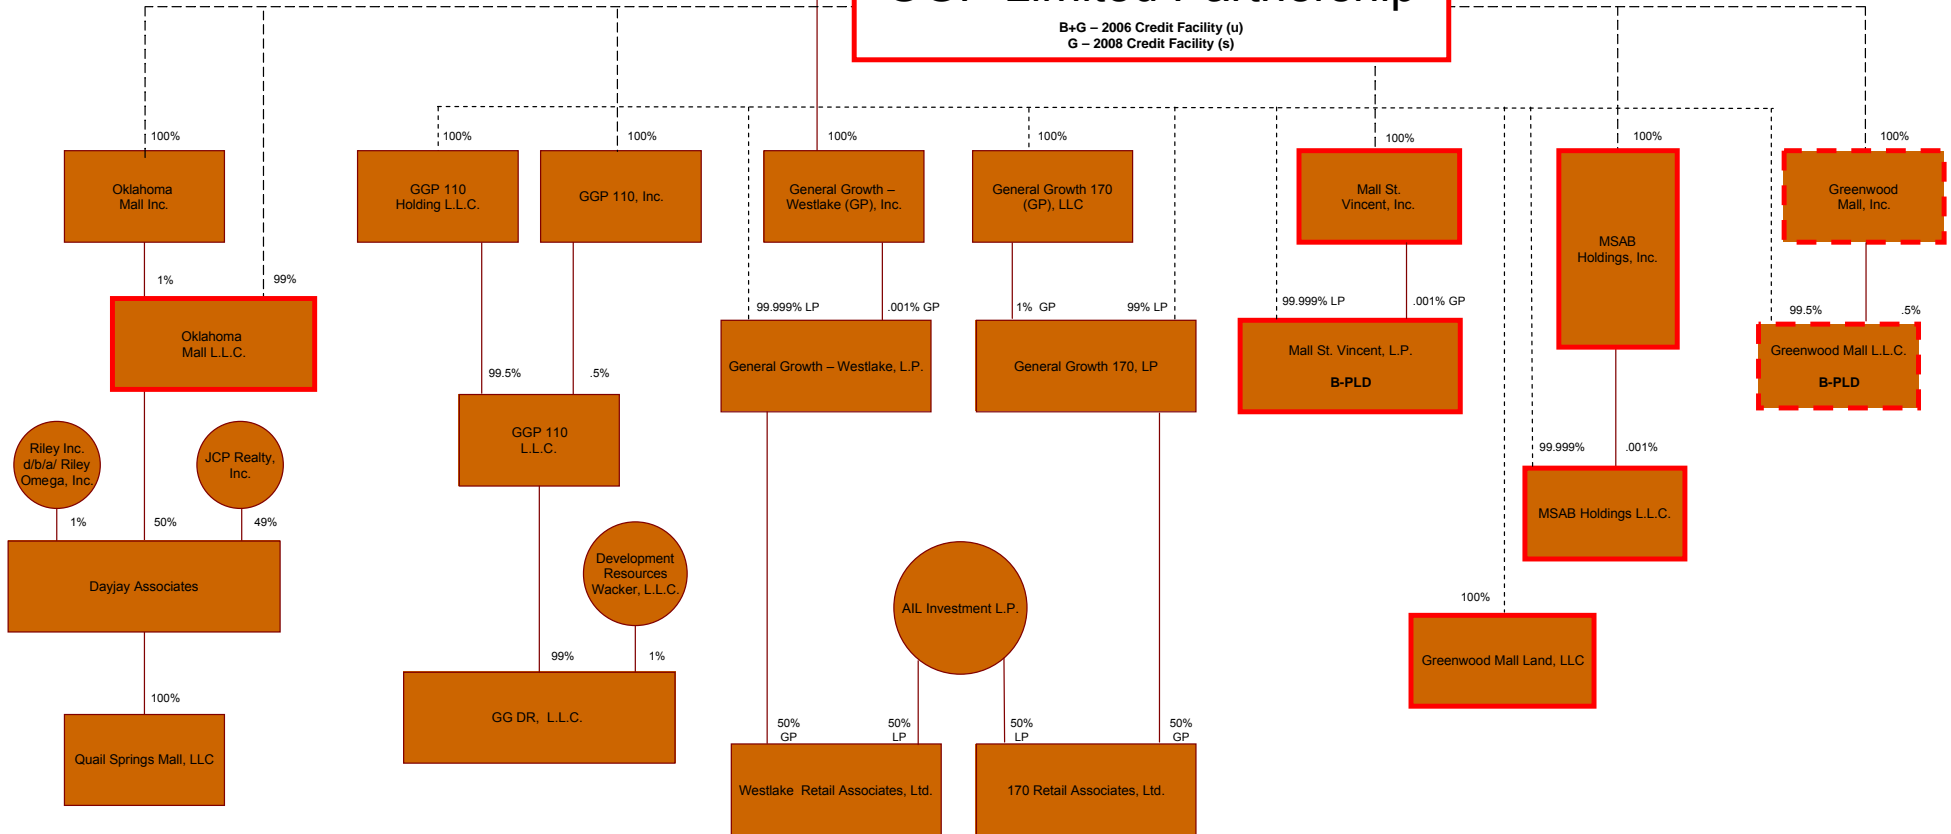 B+G – 2006 Credit Facility (u)
G – 2008 Credit Facility (s)
100%
100%
100%
100%
100%
100%
100%
100%
Oklahoma
Mall Inc.
GGP 110
Holding L.L.C.
GGP 110, Inc.
General Growth –
Westlake (GP), Inc.
General Growth 170
(GP), LLC
Mall St.
Vincent, Inc.
MSAB
Holdings, Inc.
Greenwood
Mall, Inc.
1%
99%
99.999% LP
.001% GP
1%  GP
99% LP
99.999% LP
.001% GP
99.5%
.5%
Oklahoma
Mall L.L.C.
General Growth – Westlake, L.P.
General Growth 170, LP
Mall St. Vincent, L.P.
B-PLD
Greenwood Mall L.L.C.
B-PLD
99.5%
.5%
GGP 110
L.L.C.
Riley Inc.
d/b/a/ Riley
Omega, Inc.
JCP Realty,
Inc.
99.999%
.001%
MSAB Holdings L.L.C.
1%
50%
49%
Dayjay Associates
Development
Resources
Wacker, L.L.C.
AIL Investment L.P.
100%
Greenwood Mall Land, LLC
99%
1%
GG DR,  L.L.C.
100%
Quail Springs Mall, LLC
50%
GP
50%
LP
50%
LP
50%
GP
Westlake  Retail Associates, Ltd.
170 Retail Associates, Ltd.